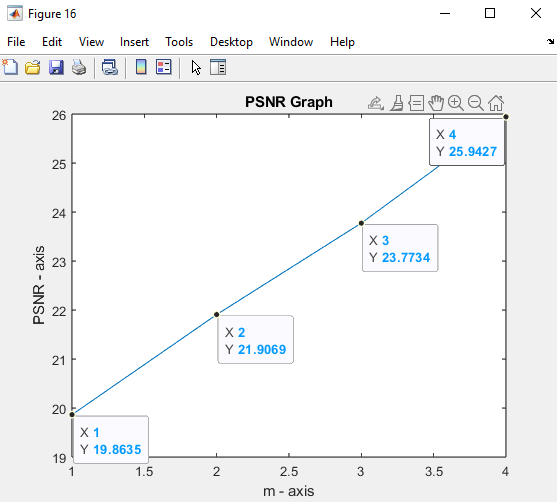 Figure 16
File Edit View Insert Tools Desktop Window Help
PSNR Graph
PSNR - axis
26
25
24
23
22
21
20
19
X 4
Y 25.9427
X 3
Y 23.7734
X 2
Y 21.9069
X 1
Y 19.8635
1 1.5 2 2.5 3 3.5 4
m - axis